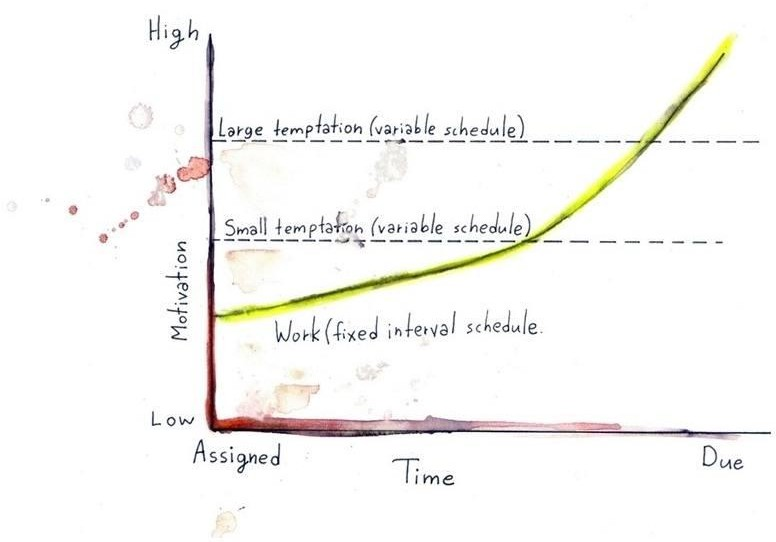 High
Large temptation (variable schedule)
Small temptation (variable schedule)
Motivation
Work (fixed interval schedule.
Low
Assigned
Time
Due